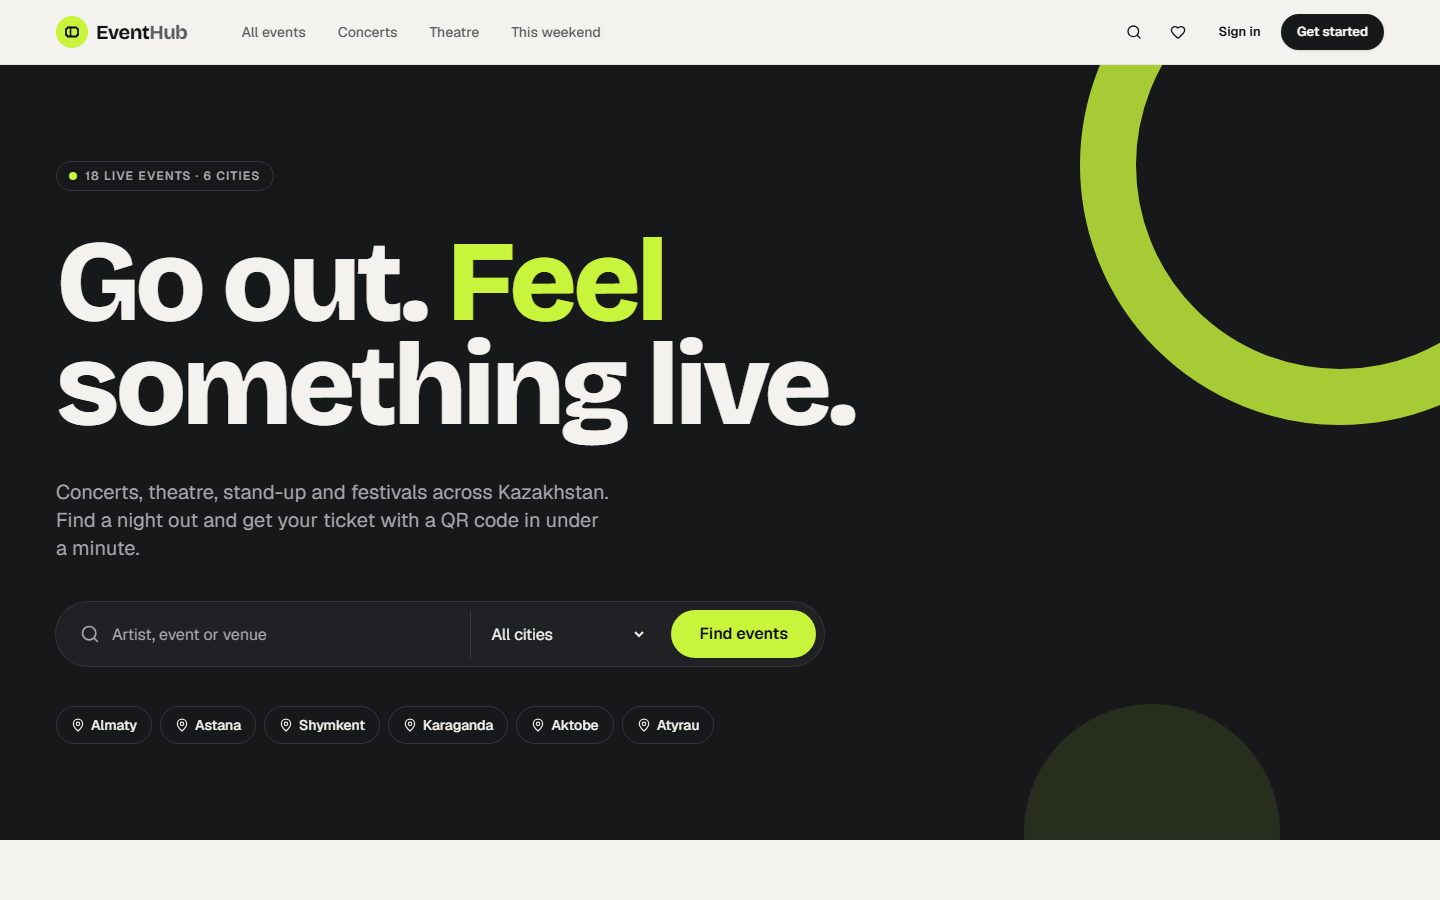 EventHub
All events
Concerts
Theatre
This weekend
Sign in
Get started
18 LIVE EVENTS · 6 CITIES
Go out. Feel
something live.
Concerts, theatre, stand-up and festivals across Kazakhstan.
Find a night out and get your ticket with a QR code in under
a minute.
Artist, event or venue
All cities
Find events
Almaty
Astana
Shymkent
Karaganda
Aktobe
Atyrau